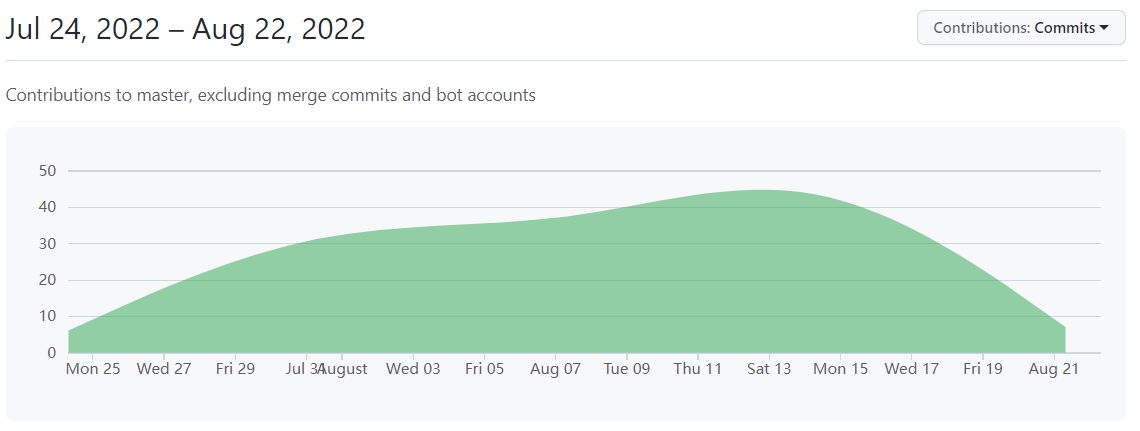 Jul 24, 2022 – Aug 22, 2022
Contributions: Commits
Contributions to master, excluding merge commits and bot accounts
50
40
30
20
10
0
Mon 25 Wed 27 Fri 29 Jul 31 August Wed 03 Fri 05 Aug 07 Tue 09 Thu 11 Sat 13 Mon 15 Wed 17 Fri 19 Aug 21